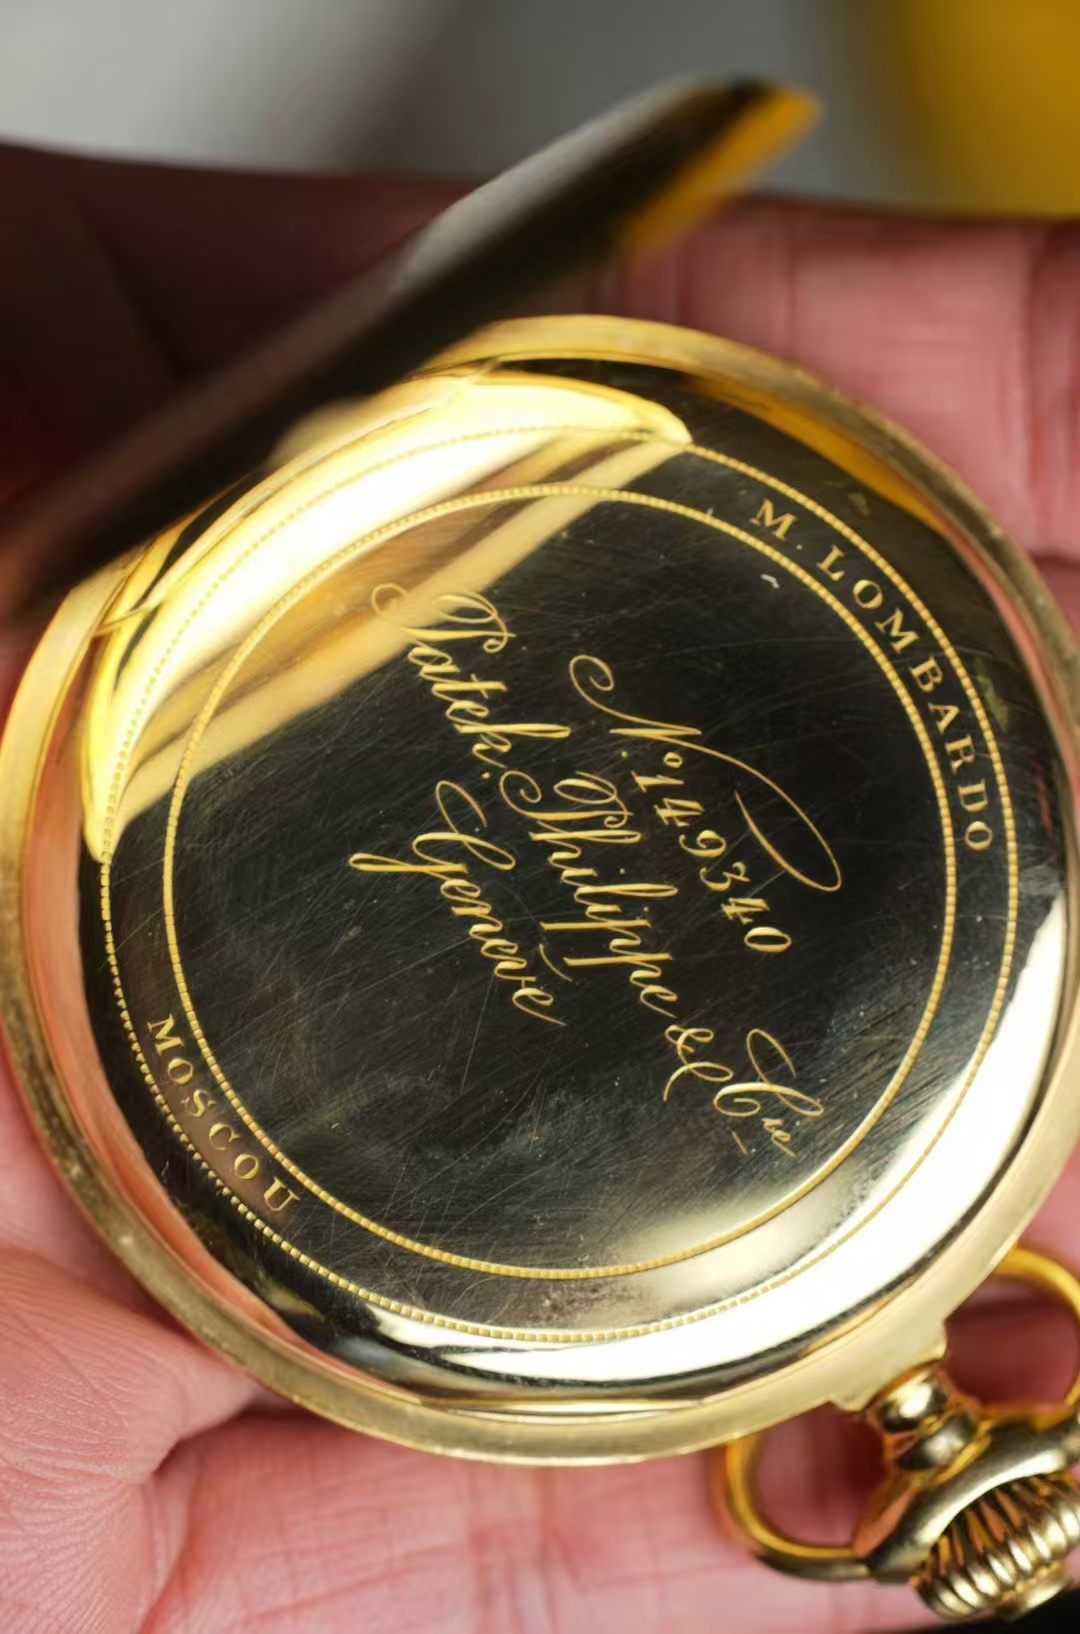 M. LOMBARDO
No. 149340
Patek. Philippe & Cie
Genève
MOSCOU